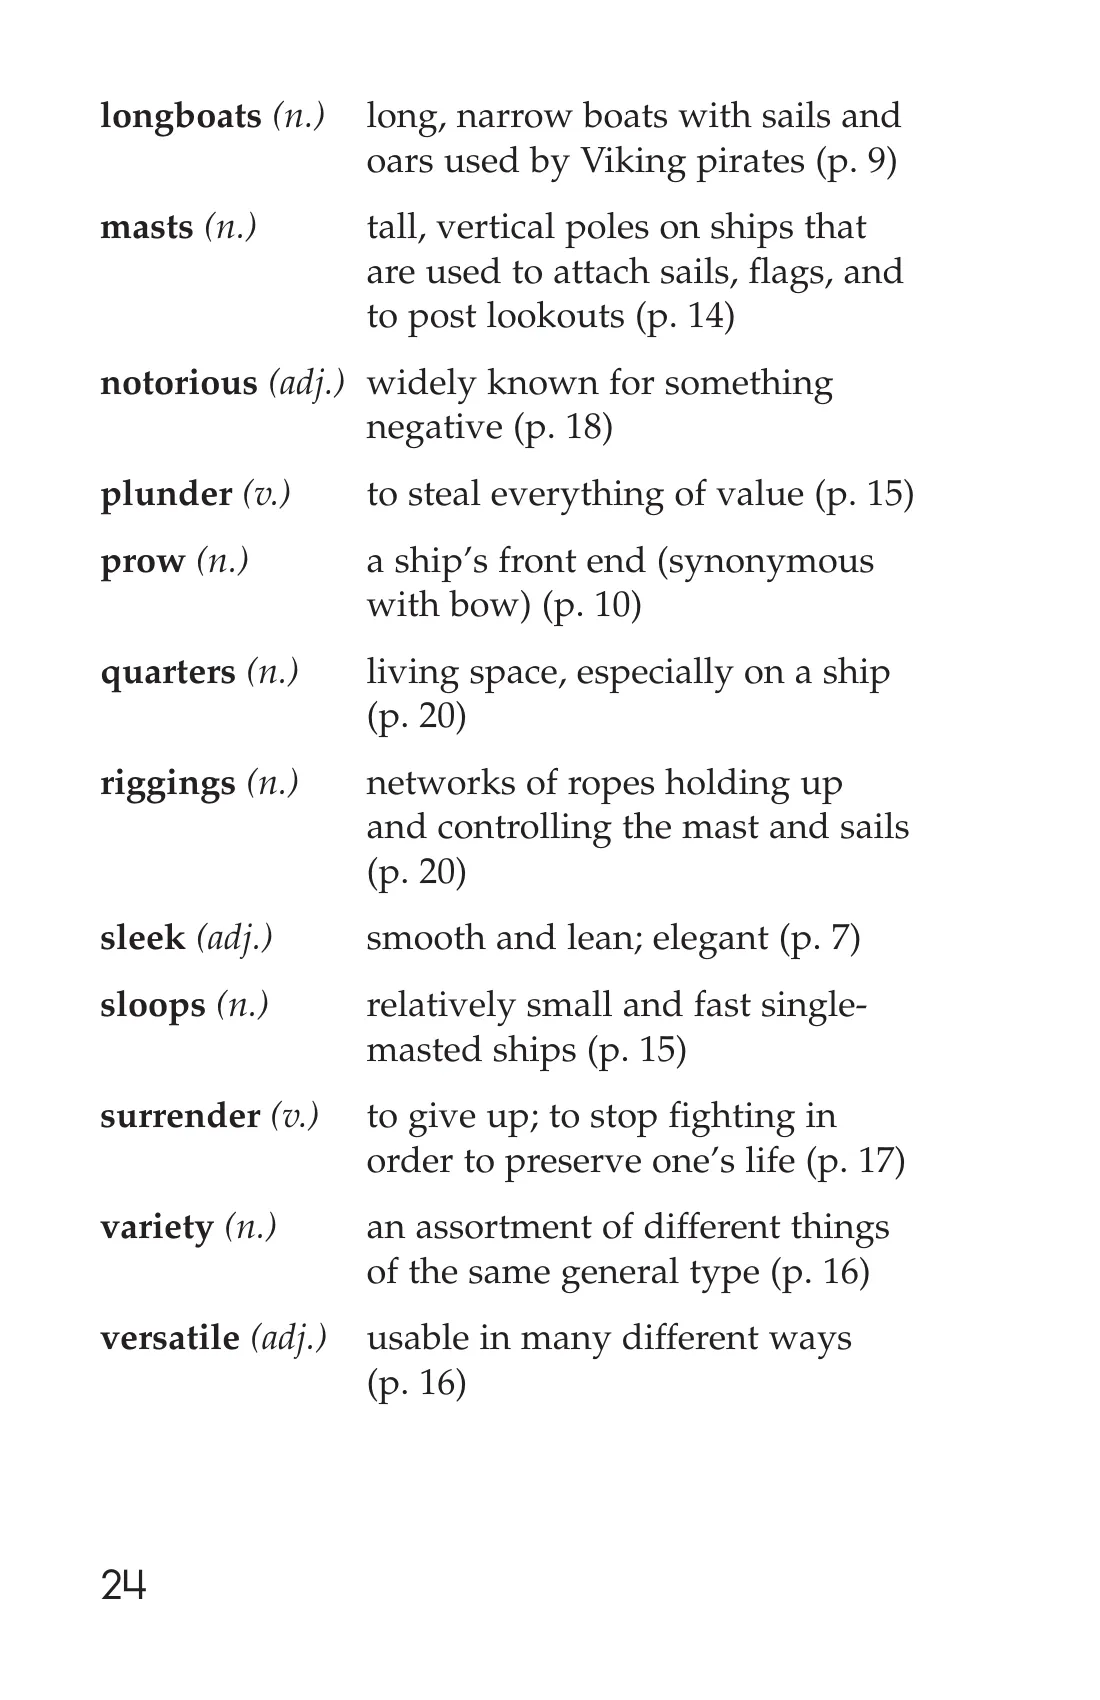 longboats (n.) long, narrow boats with sails and
oars used by Viking pirates (p. 9)
masts (n.) tall, vertical poles on ships that
are used to attach sails, flags, and
to post lookouts (p. 14)
notorious (adj.) widely known for something
negative (p. 18)
plunder (v.) to steal everything of value (p. 15)
prow (n.) a ship’s front end (synonymous
with bow) (p. 10)
quarters (n.) living space, especially on a ship
(p. 20)
riggings (n.) networks of ropes holding up
and controlling the mast and sails
(p. 20)
sleek (adj.) smooth and lean; elegant (p. 7)
sloops (n.) relatively small and fast single-
masted ships (p. 15)
surrender (v.) to give up; to stop fighting in
order to preserve one’s life (p. 17)
variety (n.) an assortment of different things
of the same general type (p. 16)
versatile (adj.) usable in many different ways
(p. 16)
24